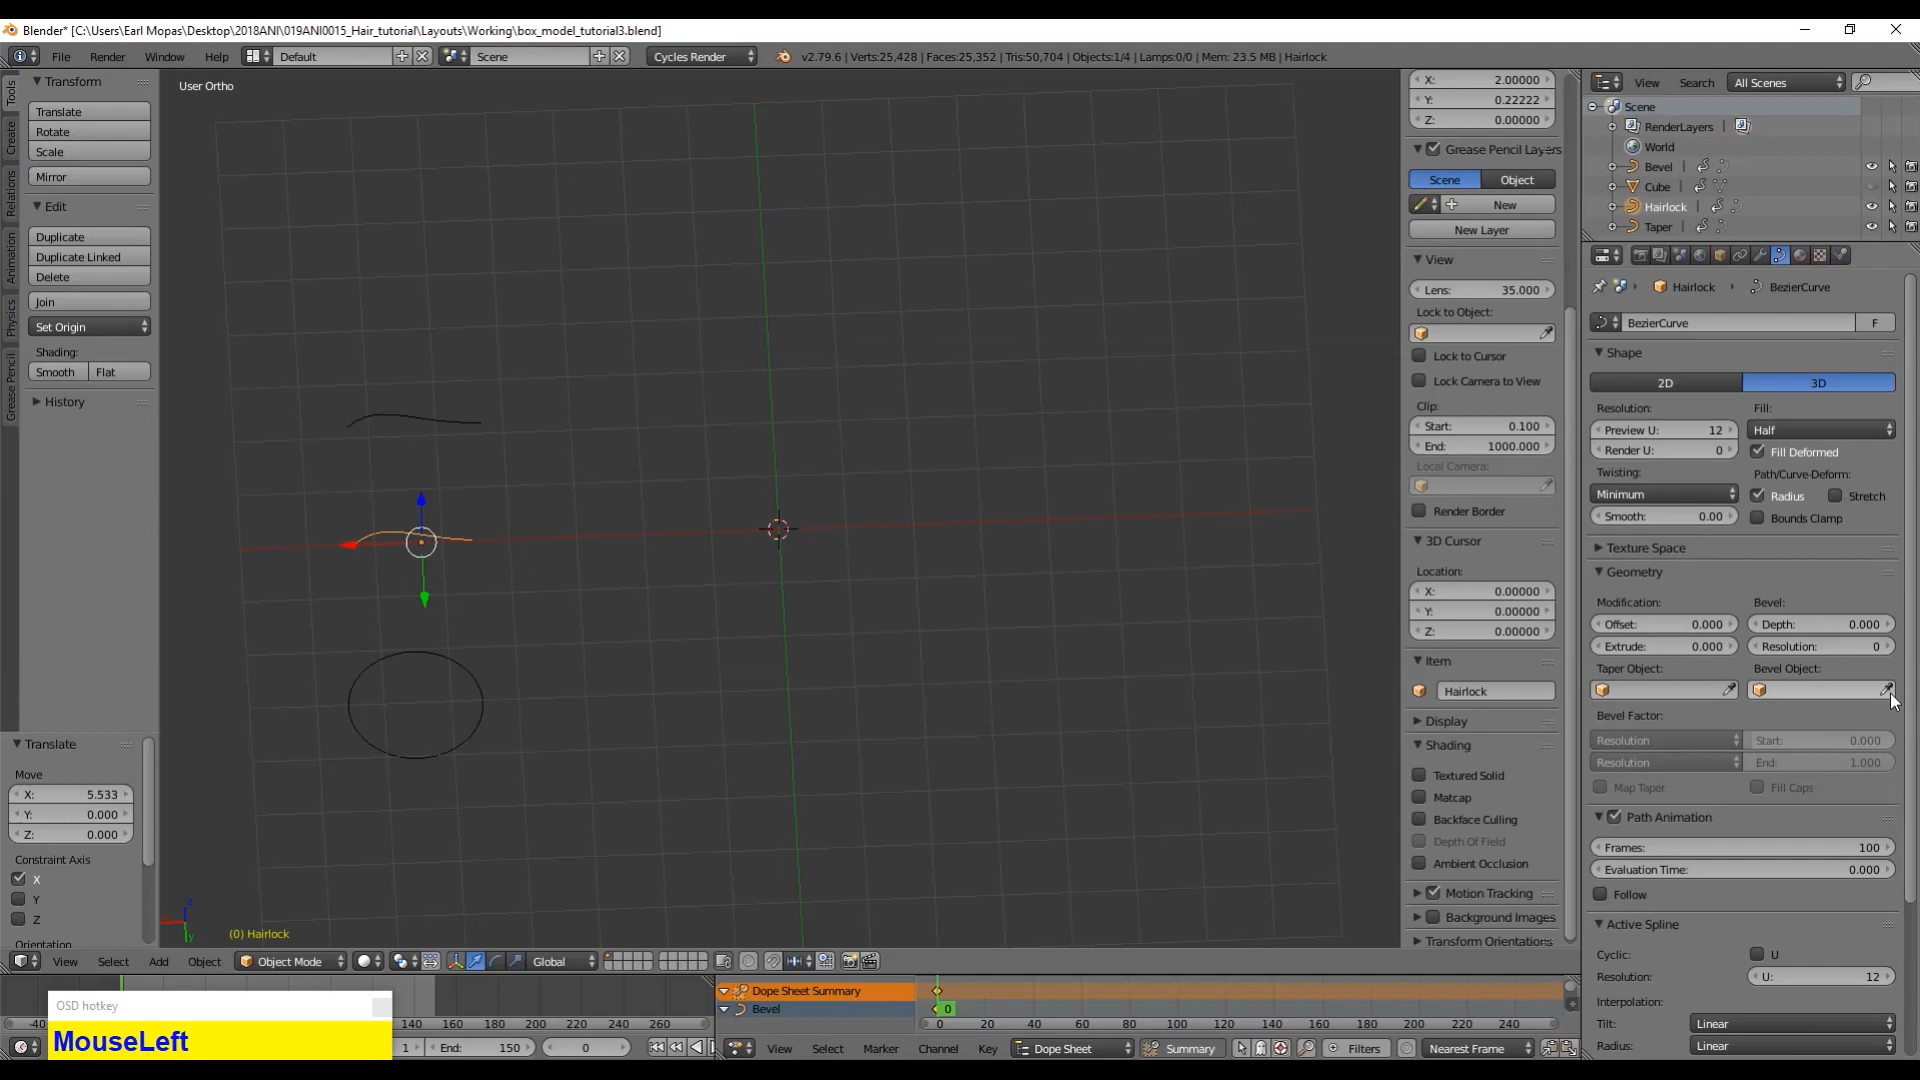 Blender* [C:\Users\Earl Mopas\Desktop\2018ANI\019ANI0015_Hair_tutorial\Layouts\Working\box_model_tutorial3.blend]
File Render Window Help Default Scene Cycles Render v2.79.6 | Verts:25,428 | Faces:25,352 | Tris:50,704 | Objects:1/4 | Lamps:0/0 | Mem: 23.5 MB | Hairlock
Tools
Create
Relations
Animation
Physics
Grease Pencil
Transform
Translate
Rotate
Scale
Mirror
Edit
Duplicate
Duplicate Linked
Delete
Join
Set Origin
Shading:
Smooth Flat
History
Translate
Move
X: 5.533
Y: 0.000
Z: 0.000
Constraint Axis
X
Y
Z
Orientation
User Ortho
z
y
(0) Hairlock
View Select Add Object Object Mode Global
X: 2.00000
Y: 0.22222
Z: 0.00000
Grease Pencil Layers
Scene Object
New
New Layer
View
Lens: 35.000
Lock to Object:
Lock to Cursor
Lock Camera to View
Clip:
Start: 0.100
End: 1000.000
Local Camera:
Render Border
3D Cursor
Location:
X: 0.00000
Y: 0.00000
Z: 0.00000
Item
Hairlock
Display
Shading
Textured Solid
Matcap
Backface Culling
Depth Of Field
Ambient Occlusion
Motion Tracking
Background Images
Transform Orientations
View Search All Scenes
Scene
RenderLayers |
World
Bevel |
Cube |
Hairlock |
Taper |
Hairlock BezierCurve
BezierCurve F
Shape
2D 3D
Resolution: Fill:
Preview U: 12 Half
Render U: 0 Fill Deformed
Twisting: Path/Curve-Deform:
Minimum Radius Stretch
Smooth: 0.00 Bounds Clamp
Texture Space
Geometry
Modification: Bevel:
Offset: 0.000 Depth: 0.000
Extrude: 0.000 Resolution: 0
Taper Object: Bevel Object:
Bevel Factor:
Resolution Start: 0.000
Resolution End: 1.000
Map Taper Fill Caps
Path Animation
Frames: 100
Evaluation Time: 0.000
Follow
Active Spline
Cyclic: U
Resolution: U: 12
Interpolation:
Tilt: Linear
Radius: Linear
OSD hotkey
MouseLeft
-40 140 160 180 200 220 240 260
1 End: 150 0
Dope Sheet Summary
Bevel 0
0 20 40 60 80 100 120 140 160 180 200 220 240
View Select Marker Channel Key Dope Sheet Summary Filters Nearest Frame